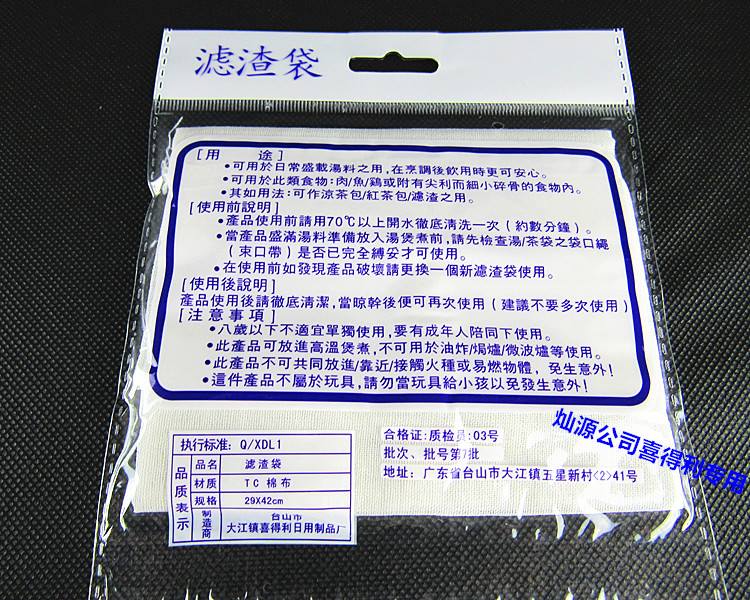 滤渣袋
[用 途]
•可用於日常盛載湯料之用,在烹調後飲用時更可安心。
•可用於此類食物:肉/魚/鷄或附有尖利而細小碎骨的食物內。
•其如用法:可作涼茶包/紅茶包/濾渣之用。
[使用前說明]
•產品使用前請用70℃以上開水徹底清洗一次(約數分鐘)。
•當產品盛滿湯料準備放入湯煲煮前,請先檢查湯/茶袋之袋口繩
(束口帶)是否已完全縛妥才可使用。
•在使用前如發現產品破壞請更換一個新濾渣袋使用。
[使用後說明]
產品使用後請徹底清潔,當晾幹後便可再次使用(建議不要多次使用)
[注意事項]
•八歲以下不適宜單獨使用,要有成年人陪同下使用。
•此產品可放進高溫煲煮,不可用於油炸/焗爐/微波爐等使用。
•此產品不可共同放進/靠近/接觸火種或易燃物體,免生意外!
•這件產品不屬於玩具,請勿當玩具給小孩以免發生意外!
灿源公司喜得利专用
执行标准: Q/XDL1
品质表示
品名 滤渣袋
材质 TC 棉布
规格 29X42cm
制造商 台山市
大江镇喜得利日用制品厂
合格证:质检员:03号
批次、批号第7批
地址: 广东省台山市大江镇五星新村<2>41号